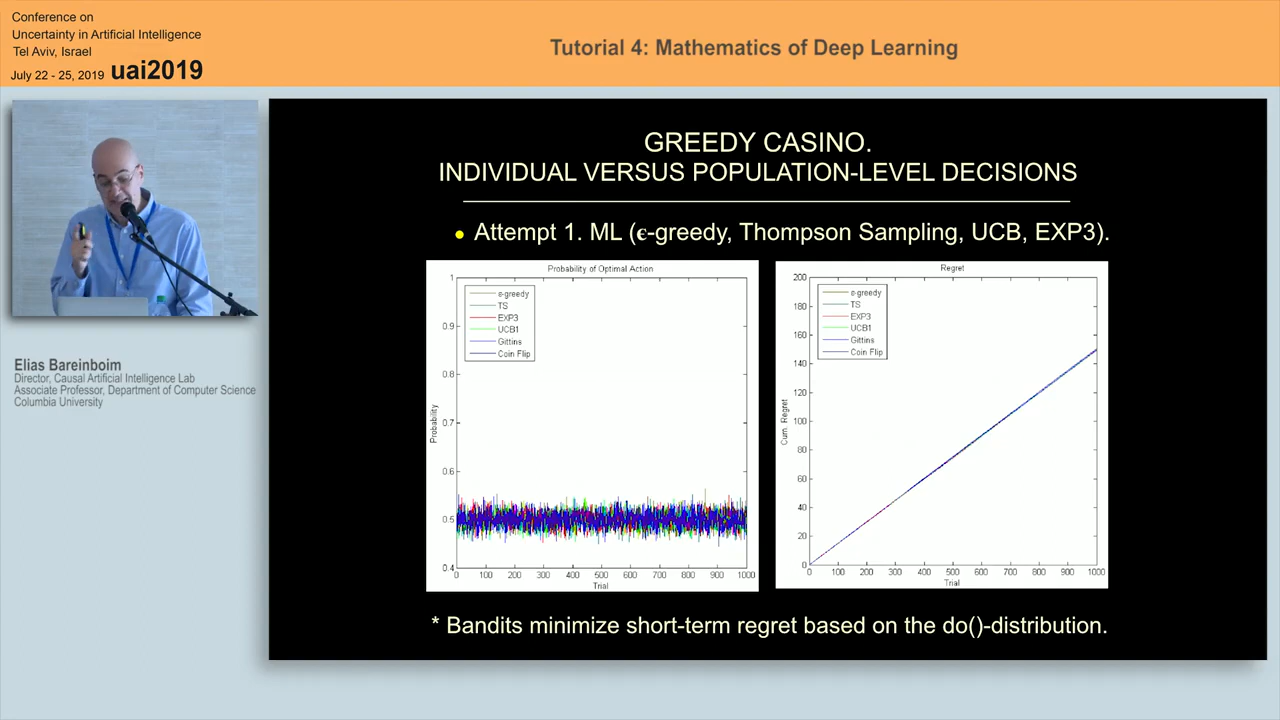 Conference on
Uncertainty in Artificial Intelligence
Tel Aviv, Israel
July 22 - 25, 2019 uai2019
Tutorial 4: Mathematics of Deep Learning
Elias Bareinboim
Director, Causal Artificial Intelligence Lab
Associate Professor, Department of Computer Science
Columbia University
GREEDY CASINO.
INDIVIDUAL VERSUS POPULATION-LEVEL DECISIONS
• Attempt 1. ML (ϵ-greedy, Thompson Sampling, UCB, EXP3).
Probability of Optimal Action
1
0.9
0.8
0.7
0.6
0.5
0.4
Probability
ε-greedy
TS
EXP3
UCB1
Gittins
Coin Flip
0 100 200 300 400 500 600 700 800 900 1000
Trial
Regret
200
180
160
140
120
100
80
60
40
20
0
Cum. Regret
ε-greedy
TS
EXP3
UCB1
Gittins
Coin Flip
0 100 200 300 400 500 600 700 800 900 1000
Trial
* Bandits minimize short-term regret based on the do()-distribution.